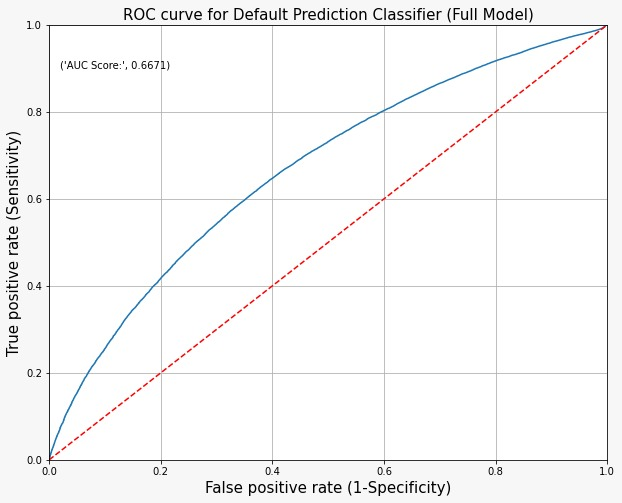 ROC curve for Default Prediction Classifier (Full Model)
1.0
('AUC Score:', 0.6671)
0.8
0.6
0.4
0.2
0.0
True positive rate (Sensitivity)
0.0 0.2 0.4 0.6 0.8 1.0
False positive rate (1-Specificity)